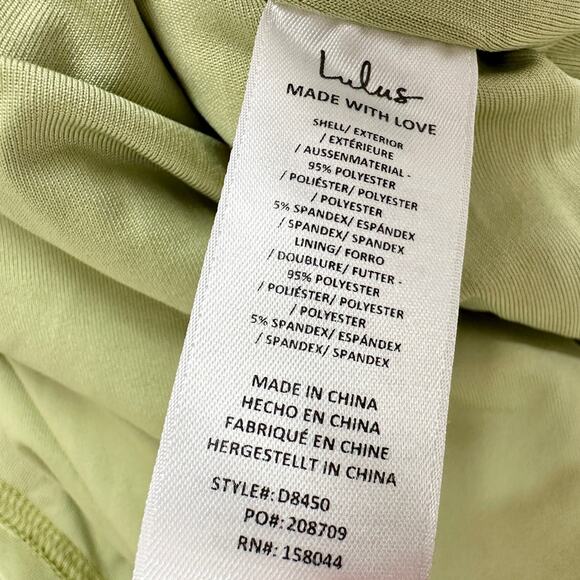 Lulus
MADE WITH LOVE
SHELL/ EXTERIOR
/ EXTÉRIEURE
/ AUSSENMATERIAL -
95% POLYESTER
/ POLIÉSTER/ POLYESTER
/ POLYESTER
5% SPANDEX/ ESPÁNDEX
/ SPANDEX/ SPANDEX
LINING/ FORRO
/ DOUBLURE/ FUTTER -
95% POLYESTER
/ POLIÉSTER/ POLYESTER
/ POLYESTER
5% SPANDEX/ ESPÁNDEX
/ SPANDEX/ SPANDEX
MADE IN CHINA
HECHO EN CHINA
FABRIQUÉ EN CHINE
HERGESTELLT IN CHINA
STYLE#: D8450
PO#: 208709
RN#: 158044